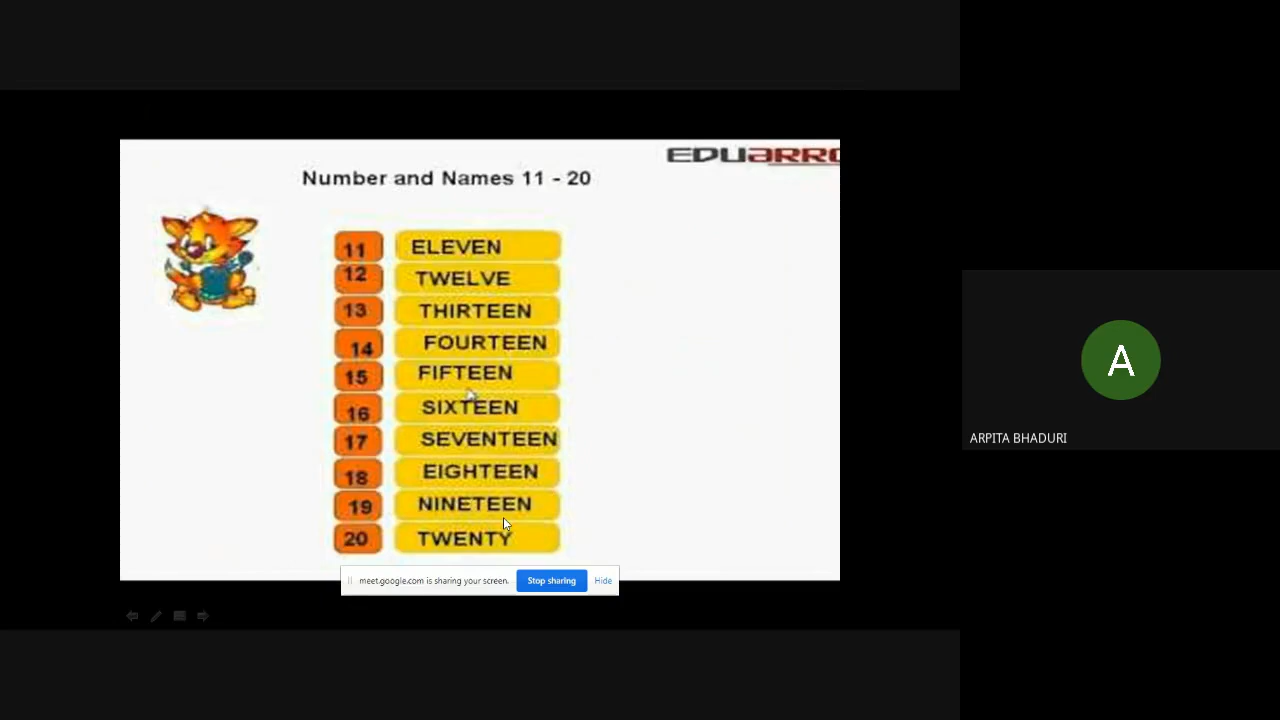 EDUARRO
Number and Names 11 - 20
11 ELEVEN
12 TWELVE
13 THIRTEEN
14 FOURTEEN
15 FIFTEEN
16 SIXTEEN
17 SEVENTEEN
18 EIGHTEEN
19 NINETEEN
20 TWENTY
meet.google.com is sharing your screen. Stop sharing Hide
A
ARPITA BHADURI